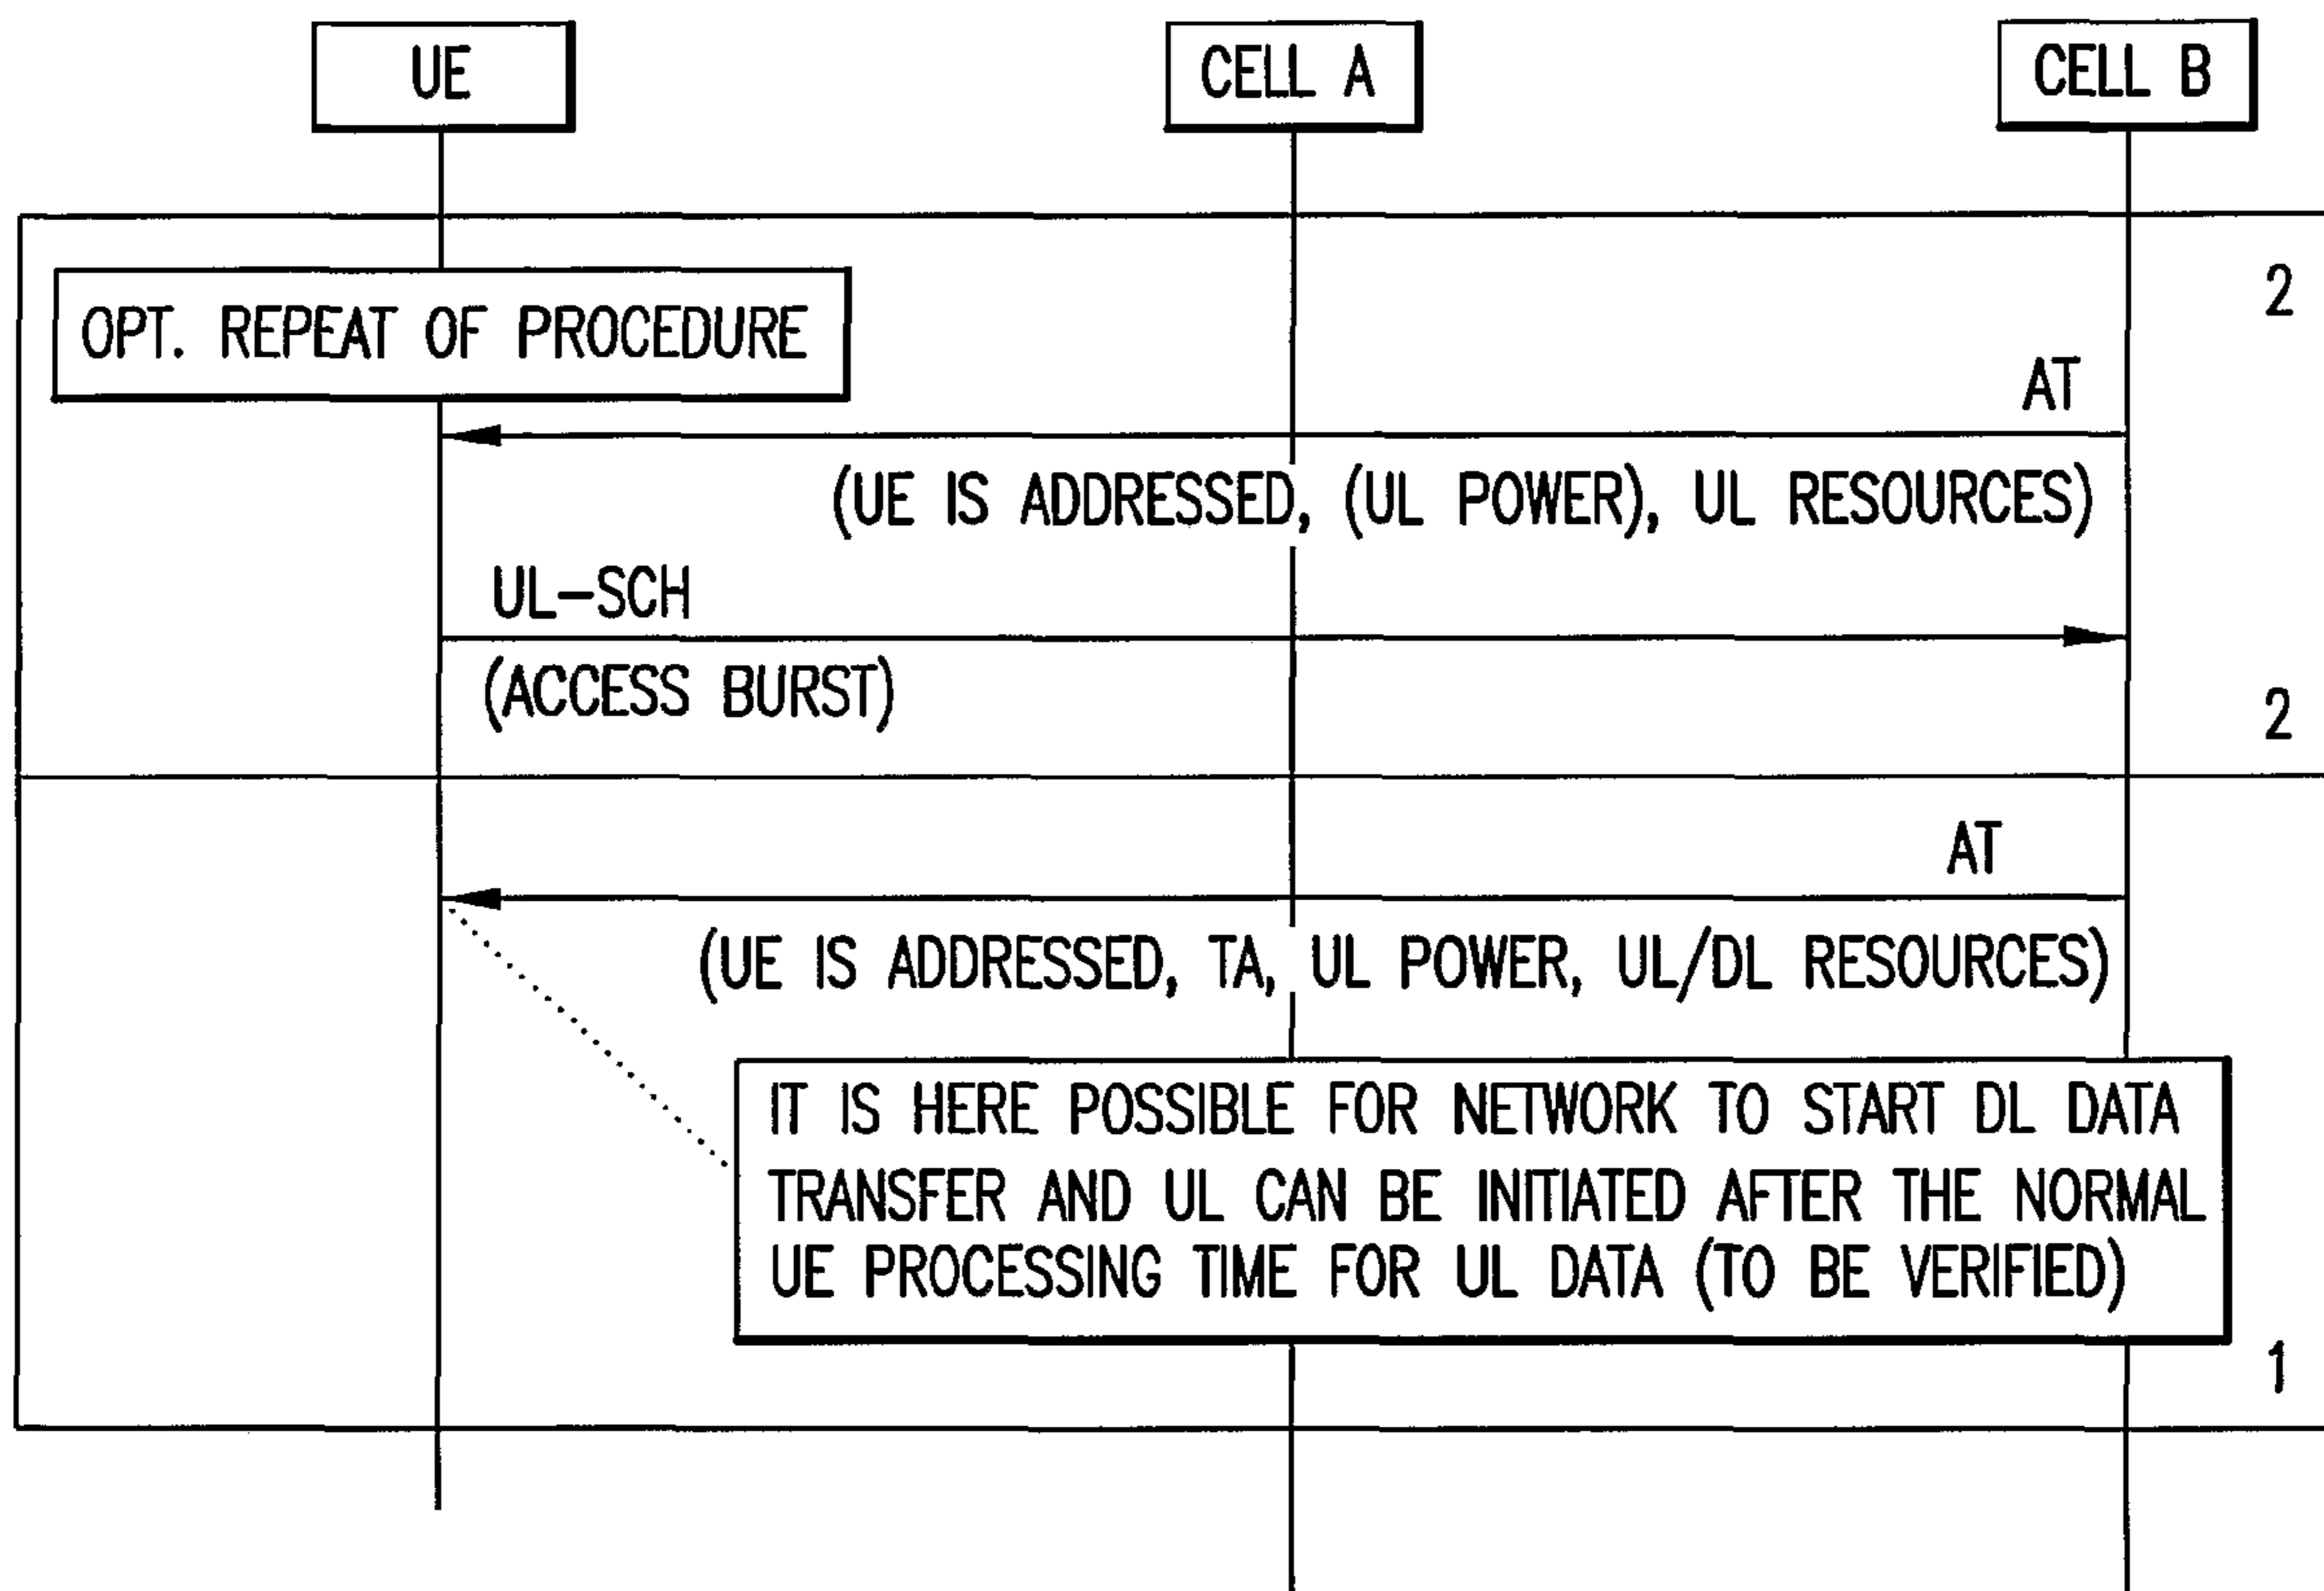 UE
CELL A
CELL B
2
OPT. REPEAT OF PROCEDURE
AT
(UE IS ADDRESSED, (UL POWER), UL RESOURCES)
UL-SCH
(ACCESS BURST)
2
AT
(UE IS ADDRESSED, TA, UL POWER, UL/DL RESOURCES)
IT IS HERE POSSIBLE FOR NETWORK TO START DL DATA
TRANSFER AND UL CAN BE INITIATED AFTER THE NORMAL
UE PROCESSING TIME FOR UL DATA (TO BE VERIFIED)
1